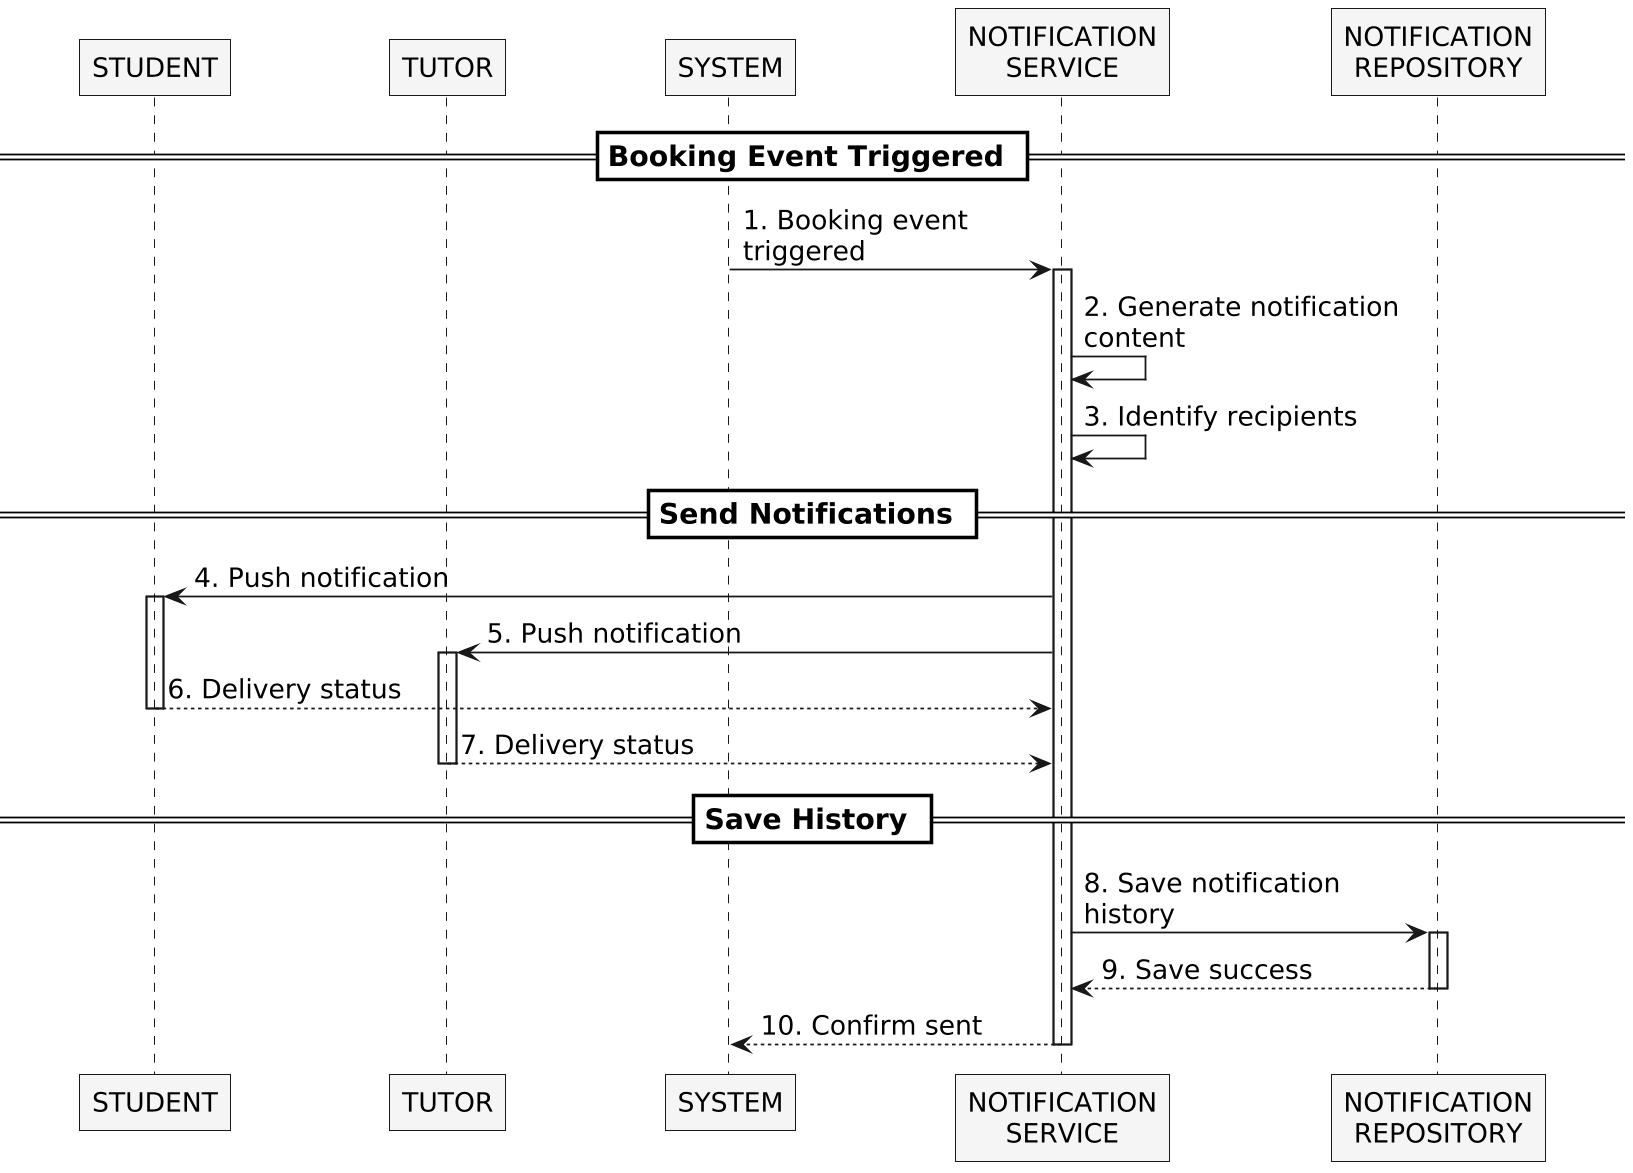 STUDENT
TUTOR
SYSTEM
NOTIFICATION
SERVICE
NOTIFICATION
REPOSITORY
Booking Event Triggered
1. Booking event
triggered
2. Generate notification
content
3. Identify recipients
Send Notifications
4. Push notification
5. Push notification
6. Delivery status
7. Delivery status
Save History
8. Save notification
history
9. Save success
10. Confirm sent
STUDENT
TUTOR
SYSTEM
NOTIFICATION
SERVICE
NOTIFICATION
REPOSITORY